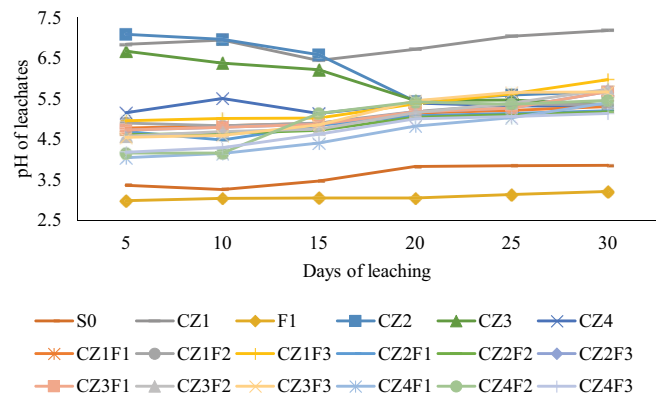 7.5
6.5
5.5
4.5
3.5
2.5
pH of leachates
5 10 15 20 25 30
Days of leaching
S0 CZ1 F1 CZ2 CZ3 CZ4
CZ1F1 CZ1F2 CZ1F3 CZ2F1 CZ2F2 CZ2F3
CZ3F1 CZ3F2 CZ3F3 CZ4F1 CZ4F2 CZ4F3